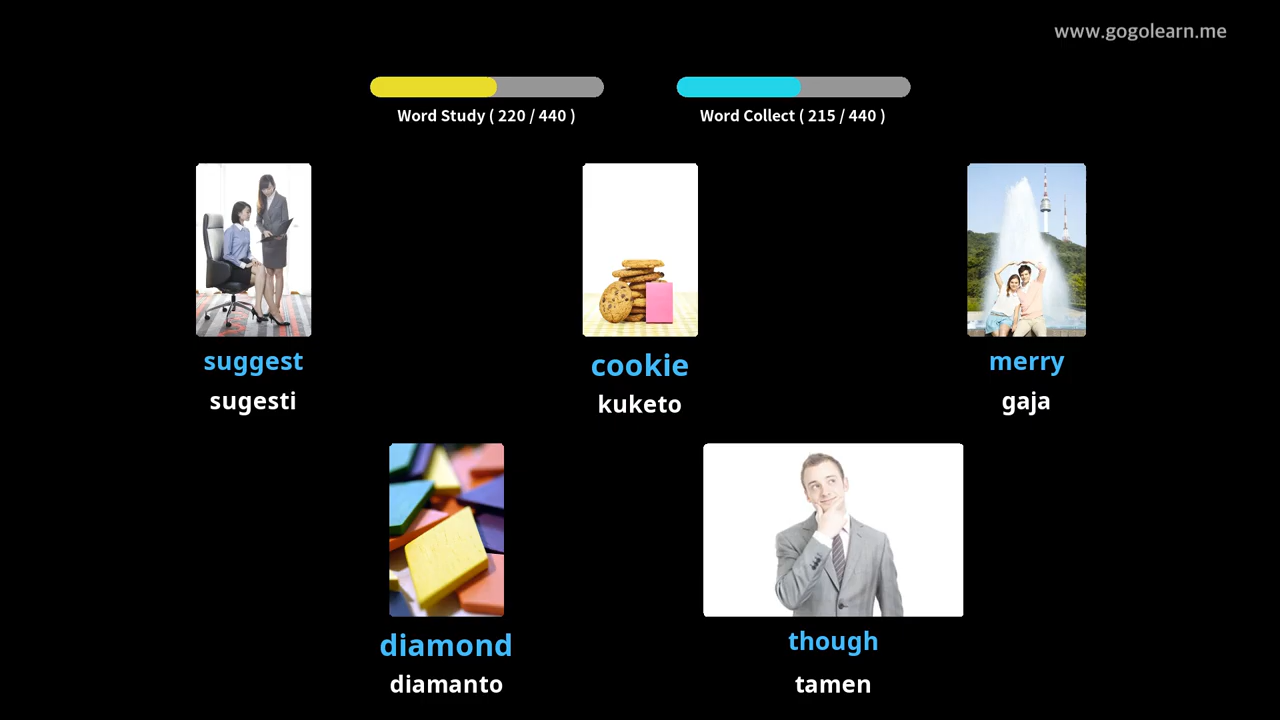 www.gogolearn.me
Word Study ( 220 / 440 )
Word Collect ( 215 / 440 )
suggest
sugesti
cookie
kuketo
merry
gaja
diamond
diamanto
though
tamen